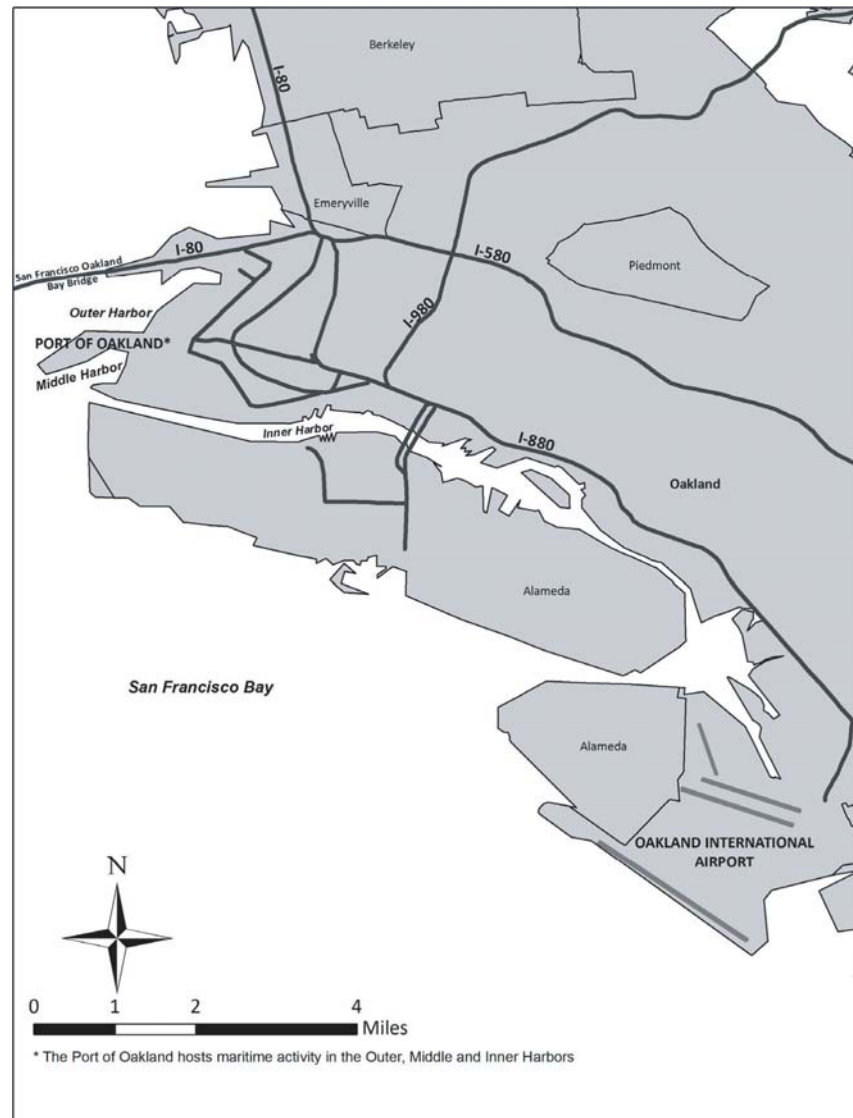 Berkeley
I-80
Emeryville
I-80
San Francisco Oakland
Bay Bridge
I-580
Piedmont
Outer Harbor
I-980
PORT OF OAKLAND*
Middle Harbor
Inner Harbor
I-880
Oakland
Alameda
San Francisco Bay
Alameda
OAKLAND INTERNATIONAL
AIRPORT
N
0 1 2 4
Miles
* The Port of Oakland hosts maritime activity in the Outer, Middle and Inner Harbors